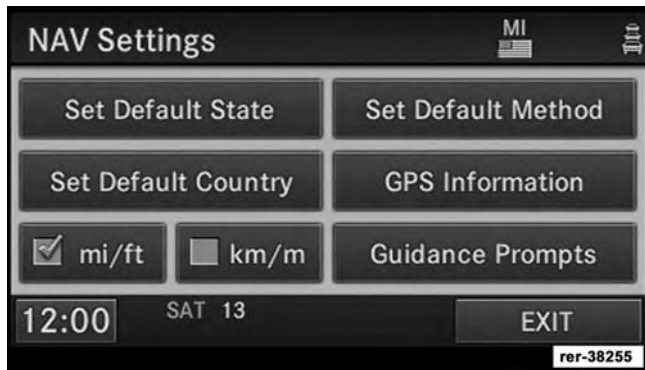 NAV Settings MI
Set Default State Set Default Method
Set Default Country GPS Information
mi/ft km/m Guidance Prompts
12:00 SAT 13 EXIT
rer-38255